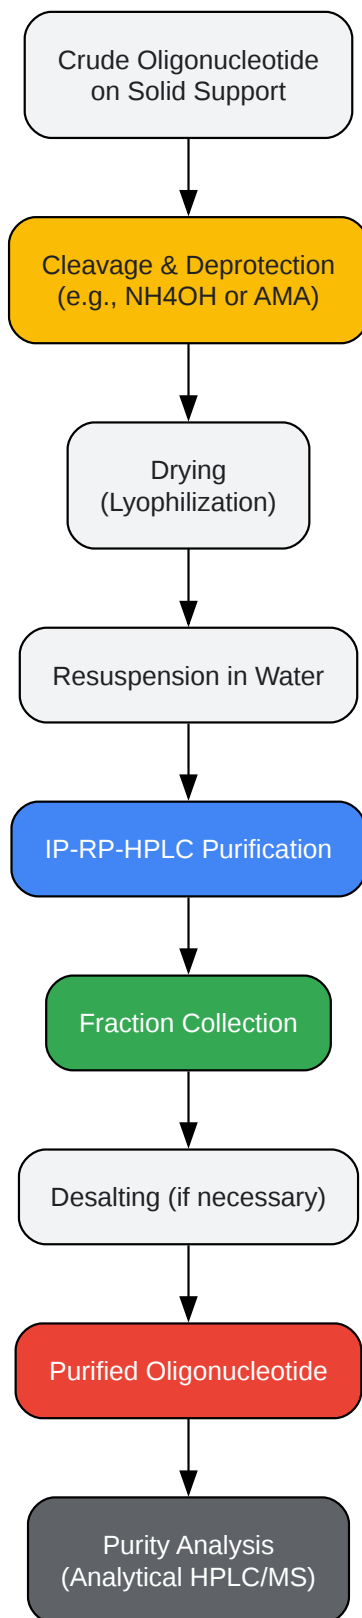 Crude Oligonucleotide
on Solid Support
Cleavage & Deprotection
(e.g., NH4OH or AMA)
Drying
(Lyophilization)
Resuspension in Water
IP-RP-HPLC Purification
Fraction Collection
Desalting (if necessary)
Purified Oligonucleotide
Purity Analysis
(Analytical HPLC/MS)